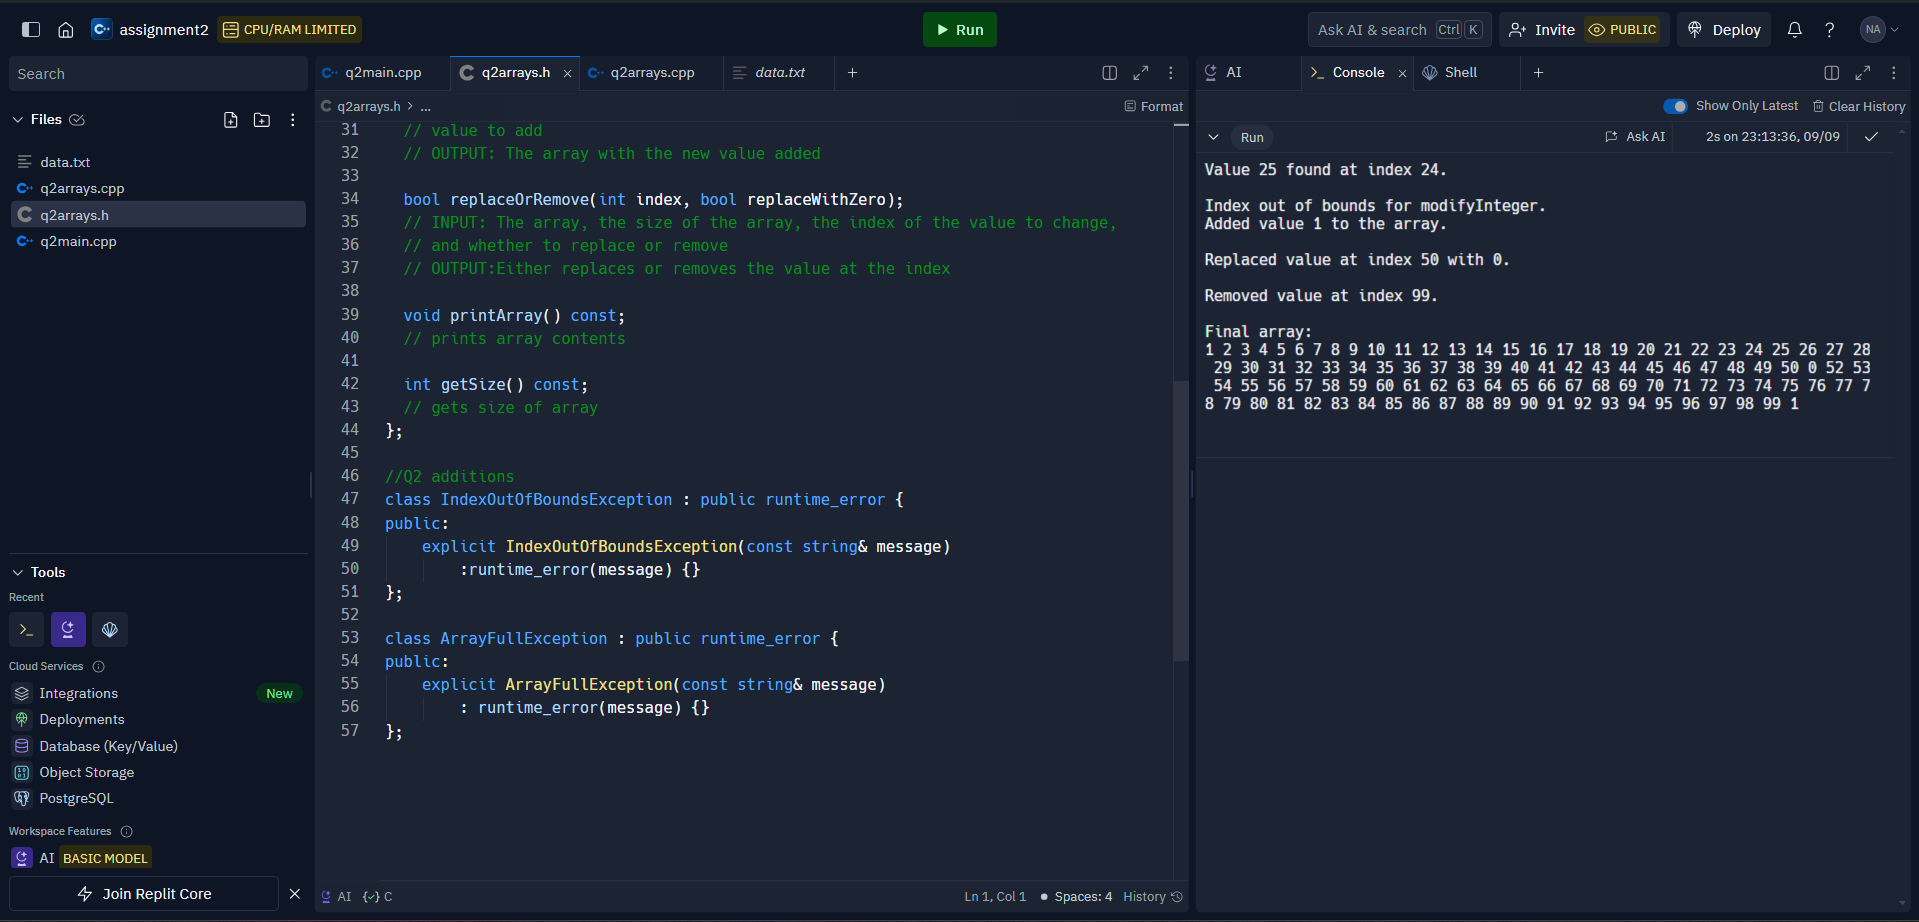 assignment2
CPU/RAM LIMITED
Run
Ask AI & search Ctrl K
Invite
PUBLIC
Deploy
NA
Search
Files
data.txt
q2arrays.cpp
q2arrays.h
q2main.cpp
Tools
Recent
Cloud Services
Integrations New
Deployments
Database (Key/Value)
Object Storage
PostgreSQL
Workspace Features
AI BASIC MODEL
Join Replit Core
q2main.cpp
q2arrays.h
q2arrays.cpp
data.txt
q2arrays.h > ...
Format
31 // value to add
32 // OUTPUT: The array with the new value added
33
34 bool replaceOrRemove(int index, bool replaceWithZero);
35 // INPUT: The array, the size of the array, the index of the value to change,
36 // and whether to replace or remove
37 // OUTPUT:Either replaces or removes the value at the index
38
39 void printArray() const;
40 // prints array contents
41
42 int getSize() const;
43 // gets size of array
44 };
45
46 //Q2 additions
47 class IndexOutOfBoundsException : public runtime_error {
48 public:
49 explicit IndexOutOfBoundsException(const string& message)
50 :runtime_error(message) {}
51 };
52
53 class ArrayFullException : public runtime_error {
54 public:
55 explicit ArrayFullException(const string& message)
56 : runtime_error(message) {}
57 };
AI
C
Ln 1, Col 1
Spaces: 4
History
AI
Console
Shell
Show Only Latest
Clear History
Run
Ask AI
2s on 23:13:36, 09/09
Value 25 found at index 24.
Index out of bounds for modifyInteger.
Added value 1 to the array.
Replaced value at index 50 with 0.
Removed value at index 99.
Final array:
1 2 3 4 5 6 7 8 9 10 11 12 13 14 15 16 17 18 19 20 21 22 23 24 25 26 27 28
29 30 31 32 33 34 35 36 37 38 39 40 41 42 43 44 45 46 47 48 49 50 0 52 53
54 55 56 57 58 59 60 61 62 63 64 65 66 67 68 69 70 71 72 73 74 75 76 77 7
8 79 80 81 82 83 84 85 86 87 88 89 90 91 92 93 94 95 96 97 98 99 1